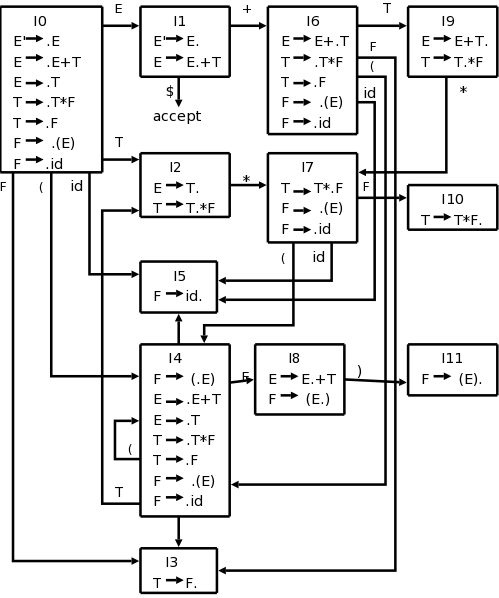 I0
E'→.E
E→.E+T
E→.T
T→.T*F
T→.F
F→.(E)
F→.id
E
I1
E'→E.
E→E.+T
$
accept
+
I6
E→E+.T
T→.T*F
T→.F
F→.(E)
F→.id
T
F
(
id
I9
E→E+T.
T→T.*F
*
T
I2
E→T.
T→T.*F
*
I7
T→T*.F
F→.(E)
F→.id
F
I10
T→T*F.
F
(
id
(
id
I5
F→id.
I4
F→(.E)
E→.E+T
E→.T
T→.T*F
T→.F
F→.(E)
F→.id
E
I8
E→E.+T
F→(E.)
)
I11
F→(E).
(
T
I3
T→F.